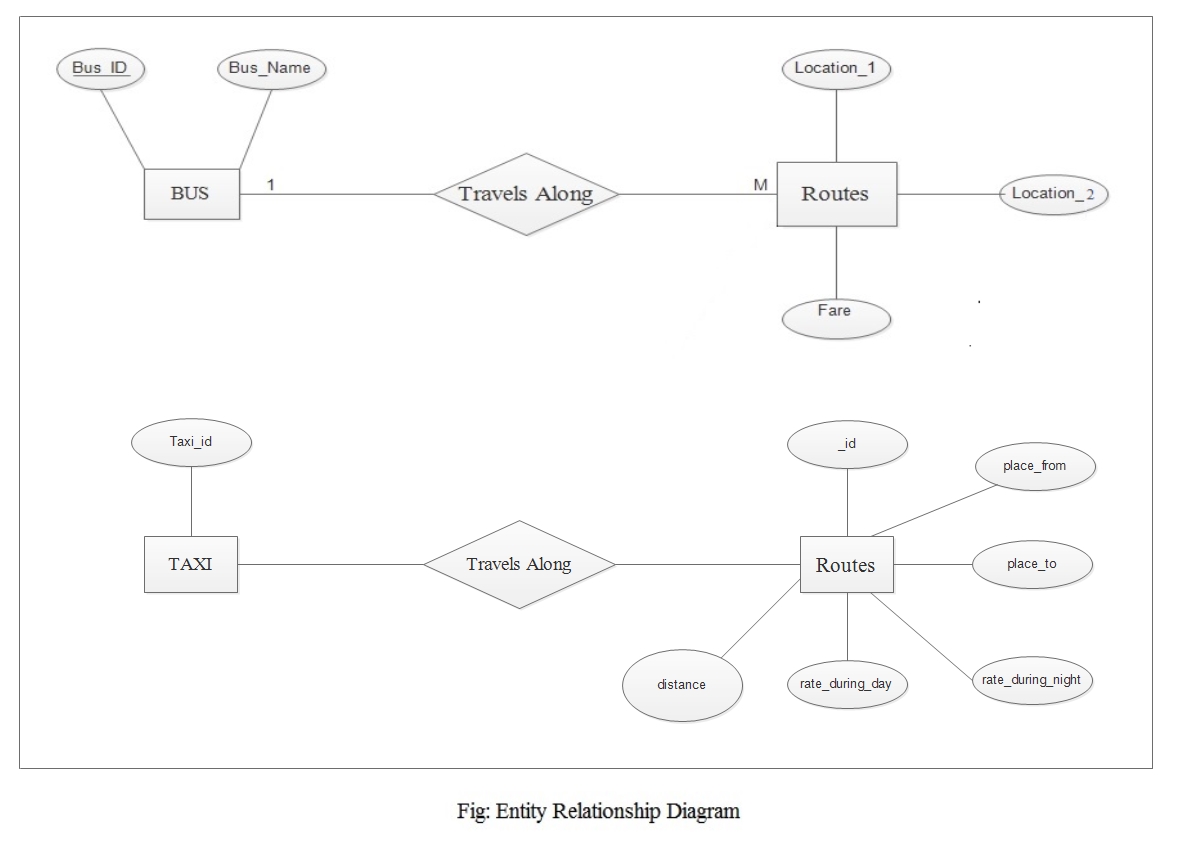 Bus_ID
Bus_Name
Location_1
BUS
1
Travels Along
M
Routes
Location_2
Fare
Taxi_id
_id
place_from
TAXI
Travels Along
Routes
place_to
distance
rate_during_day
rate_during_night
Fig: Entity Relationship Diagram